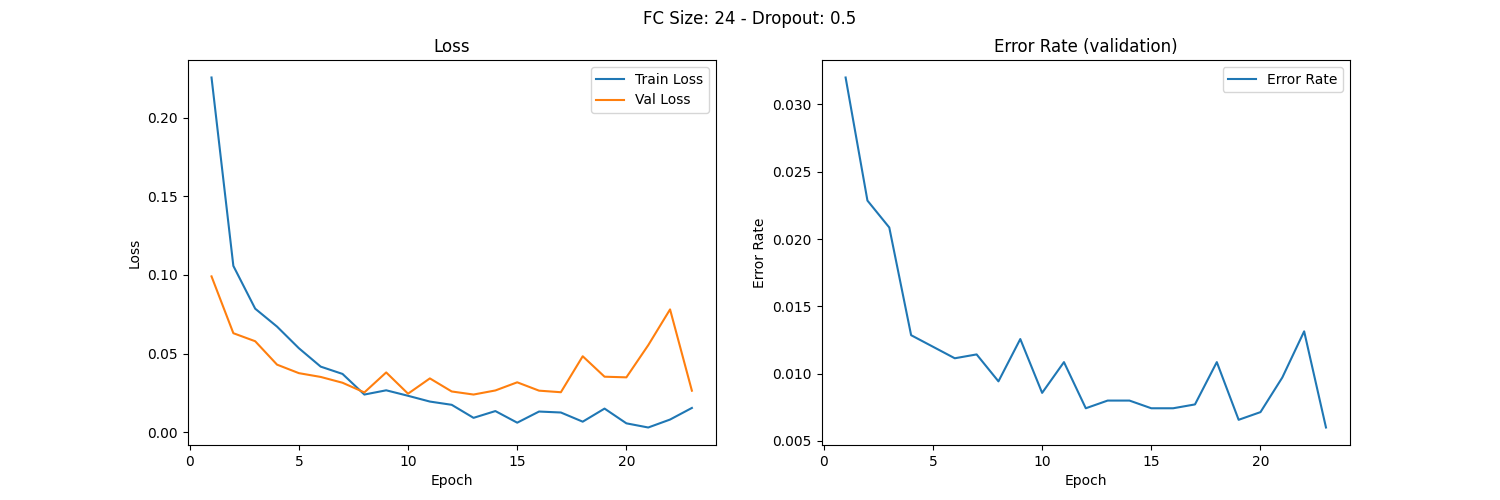 FC Size: 24 - Dropout: 0.5
Loss
Train Loss
Val Loss
0.20
0.15
0.10
0.05
0.00
Loss
0
5
10
15
20
Epoch
Error Rate (validation)
Error Rate
0.030
0.025
0.020
0.015
0.010
0.005
Error Rate
0
5
10
15
20
Epoch